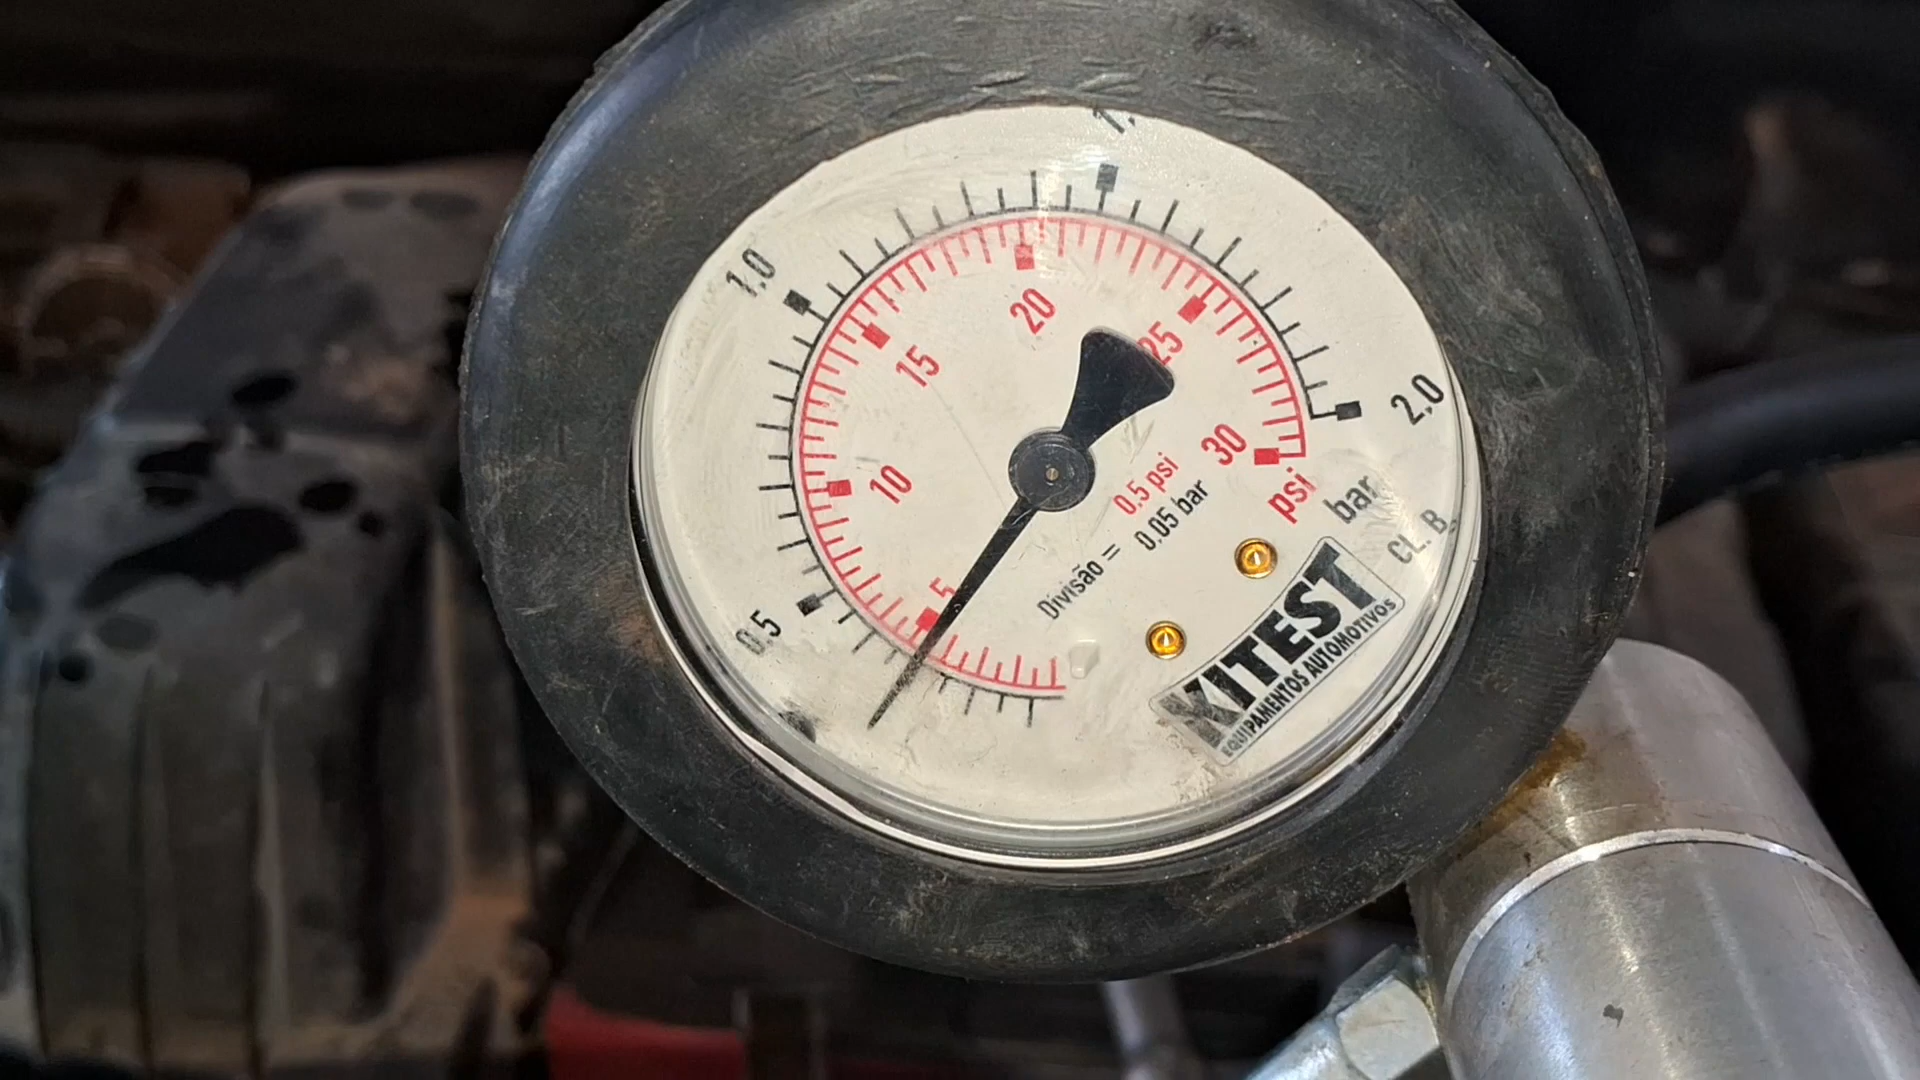 1.0
20
15
25
2.0
30
10
0.5 psi
psi
0,05 bar
bar
Divisão =
CL. B
5
0.5
KITEST
EQUIPAMENTOS AUTOMOTIVOS